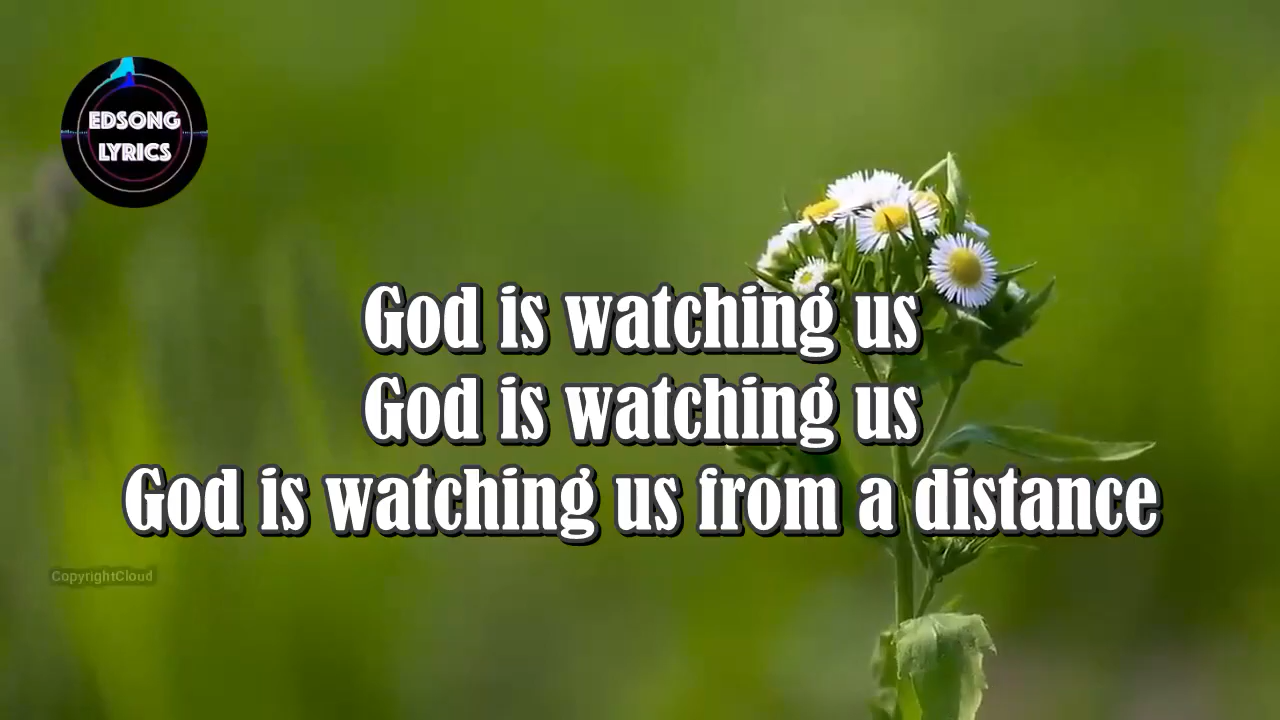 EDSONG
LYRICS
God is watching us
God is watching us
God is watching us from a distance
CopyrightCloud